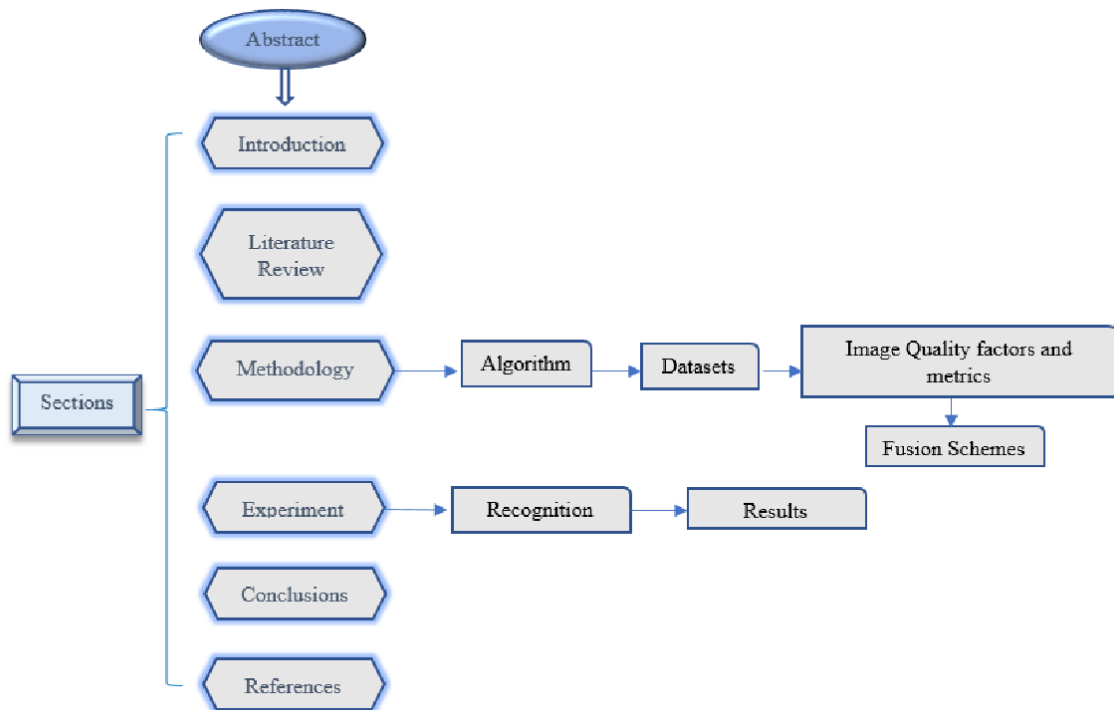 Abstract
Introduction
Literature
Review
Methodology
Algorithm
Datasets
Image Quality factors and
metrics
Sections
Fusion Schemes
Experiment
Recognition
Results
Conclusions
References